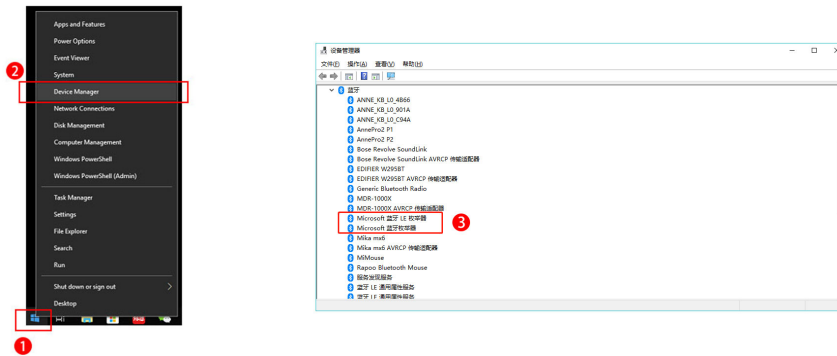 Apps and Features
Power Options
Event Viewer
System
2
Device Manager
Network Connections
Disk Management
Computer Management
Windows PowerShell
Windows PowerShell (Admin)
Task Manager
Settings
File Explorer
Search
Run
Shut down or sign out
Desktop
1
设备管理器
文件(F) 操作(A) 查看(V) 帮助(H)
蓝牙
ANNE_KB_L0_4B66
ANNE_KB_L0_901A
ANNE_KB_L0_C94A
AnnePro2 P1
AnnePro2 P2
Bose Revolve SoundLink
Bose Revolve SoundLink AVRCP 传输适配器
EDIFIER W295BT
EDIFIER W295BT AVRCP 传输适配器
Generic Bluetooth Radio
MDR-1000X
MDR-1000X AVRCP 传输适配器
Microsoft 蓝牙 LE 枚举器
Microsoft 蓝牙枚举器
3
Mika mx6
Mika mx6 AVRCP 传输适配器
MiMouse
Rapoo Bluetooth Mouse
服务发现服务
蓝牙 LE 通用属性服务
蓝牙 LE 通用属性服务